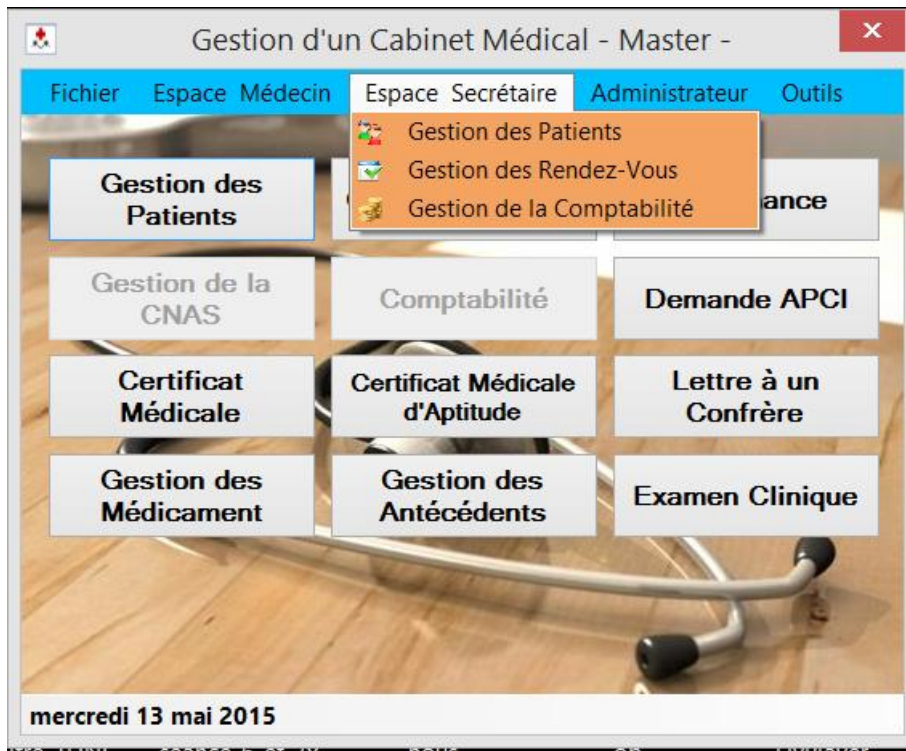 Gestion d'un Cabinet Médical - Master -
Fichier Espace Médecin Espace Secrétaire Administrateur Outils
Gestion des Patients
Gestion des Rendez-Vous
Gestion de la Comptabilité
Gestion des
Patients
Gestion de la
CNAS
Comptabilité
Demande APCI
Certificat
Médicale
Certificat Médicale
d'Aptitude
Lettre à un
Confrère
Gestion des
Médicament
Gestion des
Antécédents
Examen Clinique
mercredi 13 mai 2015